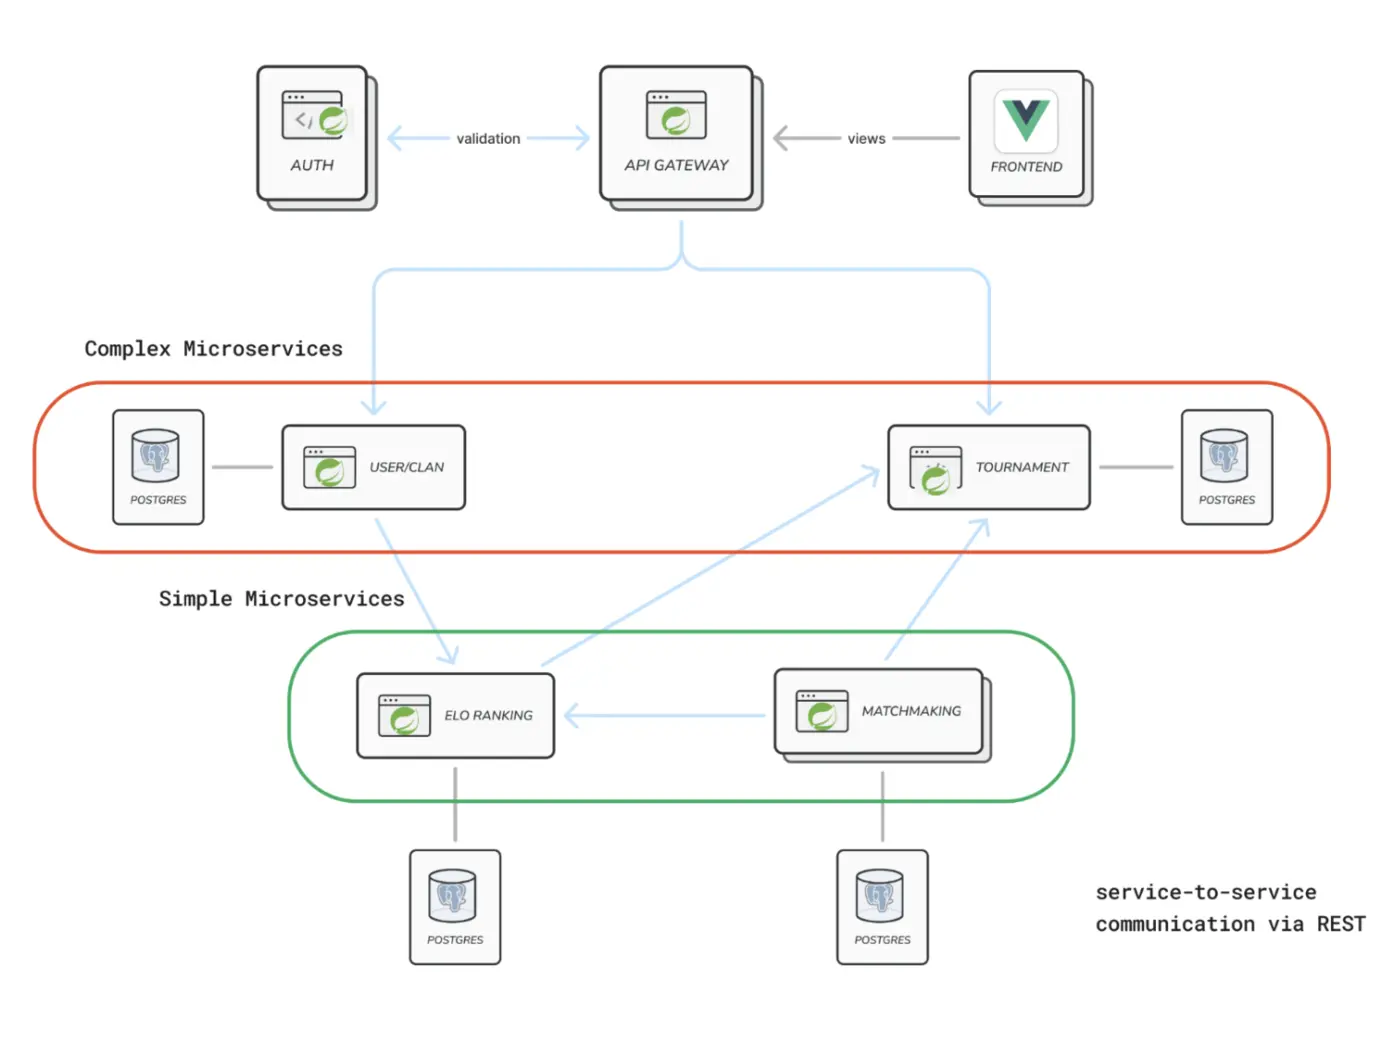 AUTH
validation
API GATEWAY
views
FRONTEND
Complex Microservices
POSTGRES
USER/CLAN
TOURNAMENT
POSTGRES
Simple Microservices
ELO RANKING
MATCHMAKING
POSTGRES
POSTGRES
service-to-service
communication via REST